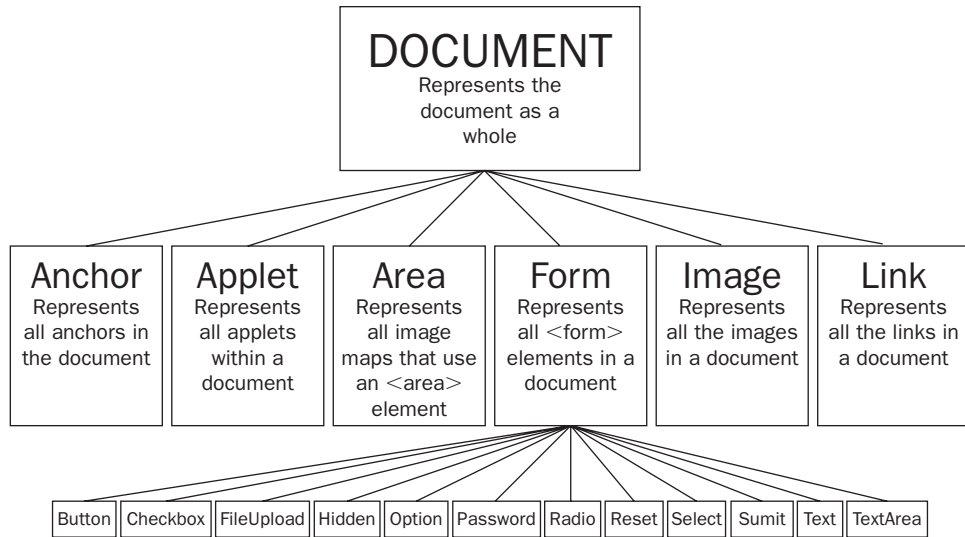 DOCUMENT
Represents the
document as a
whole
Anchor
Represents
all anchors in
the document
Applet
Represents
all applets
within a
document
Area
Represents
all image
maps that use
an <area>
element
Form
Represents
all <form>
elements in a
document
Image
Represents
all the images
in a document
Link
Represents
all the links in
a document
Button
Checkbox
FileUpload
Hidden
Option
Password
Radio
Reset
Select
Sumit
Text
TextArea